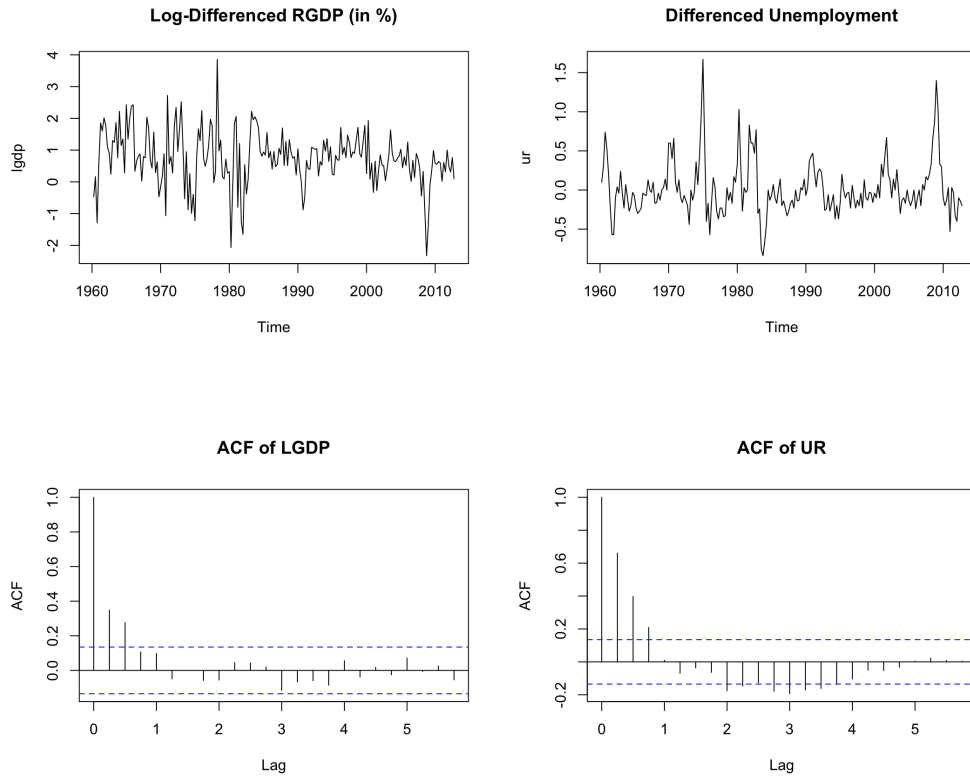 Log-Differenced RGDP (in %)
lgdp
4
3
2
1
0
-1
-2
1960 1970 1980 1990 2000 2010
Time
Differenced Unemployment
ur
1.5
1.0
0.5
0.0
-0.5
1960 1970 1980 1990 2000 2010
Time
ACF of LGDP
ACF
1.0
0.8
0.6
0.4
0.2
0.0
0 1 2 3 4 5
Lag
ACF of UR
ACF
1.0
0.6
0.2
-0.2
0 1 2 3 4 5
Lag